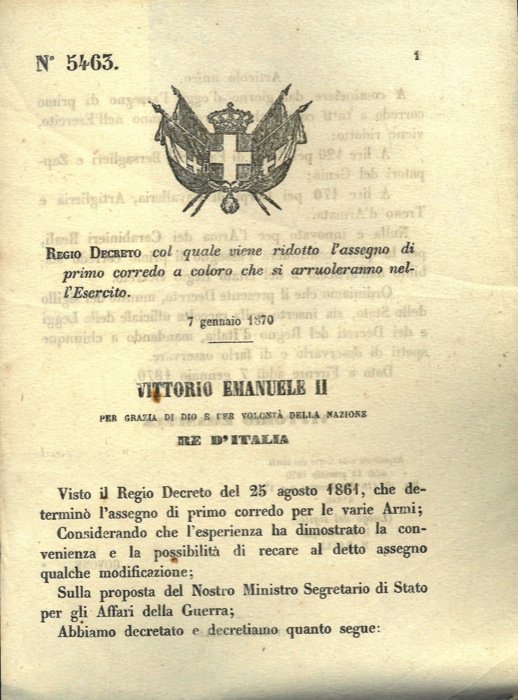 N° 5463.
1
REGIO DECRETO col quale viene ridotto l'assegno di
primo corredo a coloro che si arruoleranno nel-
l'Esercito.
7 gennaio 1870
VITTORIO EMANUELE II
PER GRAZIA DI DIO E PER VOLONTÀ DELLA NAZIONE
RE D'ITALIA
Visto il Regio Decreto del 25 agosto 1861, che de-
terminò l'assegno di primo corredo per le varie Armi;
Considerando che l'esperienza ha dimostrato la con-
venienza e la possibilità di recare al detto assegno
qualche modificazione;
Sulla proposta del Nostro Ministro Segretario di Stato
per gli Affari della Guerra;
Abbiamo decretato e decretiamo quanto segue: